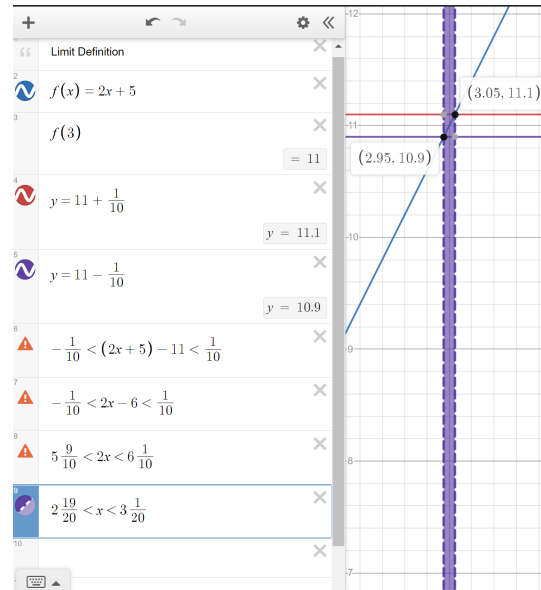 Limit Definition
2
f(x) = 2x + 5
3
f(3)
= 11
4
y = 11 + 1/10
y = 11.1
5
y = 11 − 1/10
y = 10.9
6
−1/10 < (2x + 5) − 11 < 1/10
7
−1/10 < 2x − 6 < 1/10
8
5 9/10 < 2x < 6 1/10
9
2 19/20 < x < 3 1/20
10
12
(3.05, 11.1)
11
(2.95, 10.9)
10
9
8
7